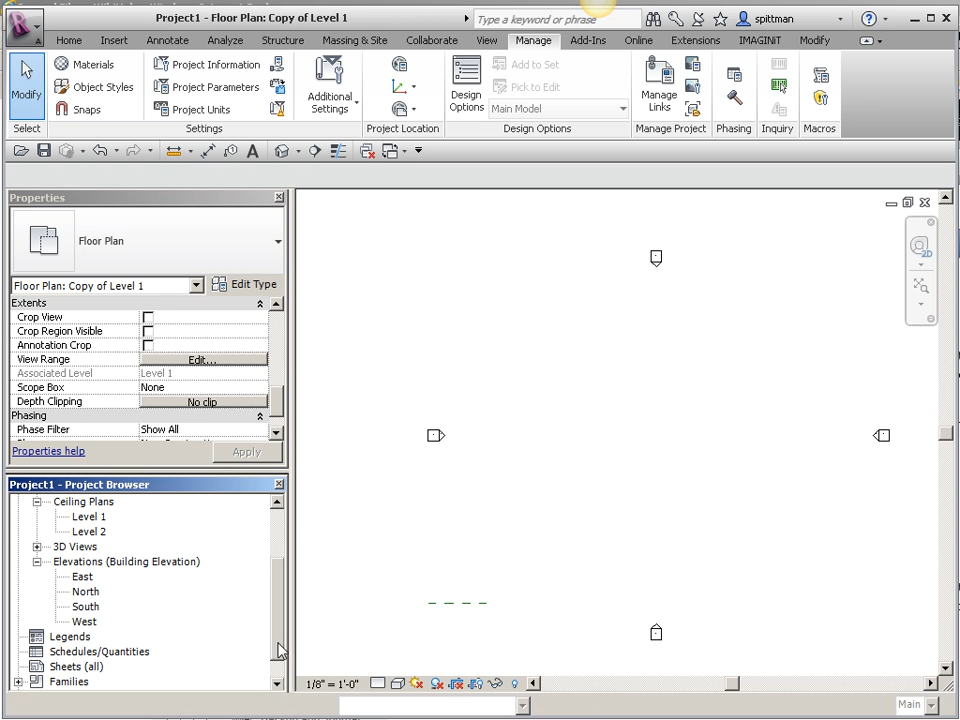 Project1 - Floor Plan: Copy of Level 1
Type a keyword or phrase
spittman
Home Insert Annotate Analyze Structure Massing & Site Collaborate View Manage Add-Ins Online Extensions IMAGINiT Modify
Modify
Materials
Object Styles
Snaps
Project Information
Project Parameters
Project Units
Additional Settings
Design Options
Add to Set
Pick to Edit
Main Model
Manage Links
Select Settings Project Location Design Options Manage Project Phasing Inquiry Macros
Properties
Floor Plan
Floor Plan: Copy of Level 1
Edit Type
Extents
Crop View
Crop Region Visible
Annotation Crop
View Range Edit...
Associated Level Level 1
Scope Box None
Depth Clipping No clip
Phasing
Phase Filter Show All
Properties help
Apply
Project1 - Project Browser
Ceiling Plans
Level 1
Level 2
3D Views
Elevations (Building Elevation)
East
North
South
West
Legends
Schedules/Quantities
Sheets (all)
Families
2D
1/8" = 1'-0"
Main